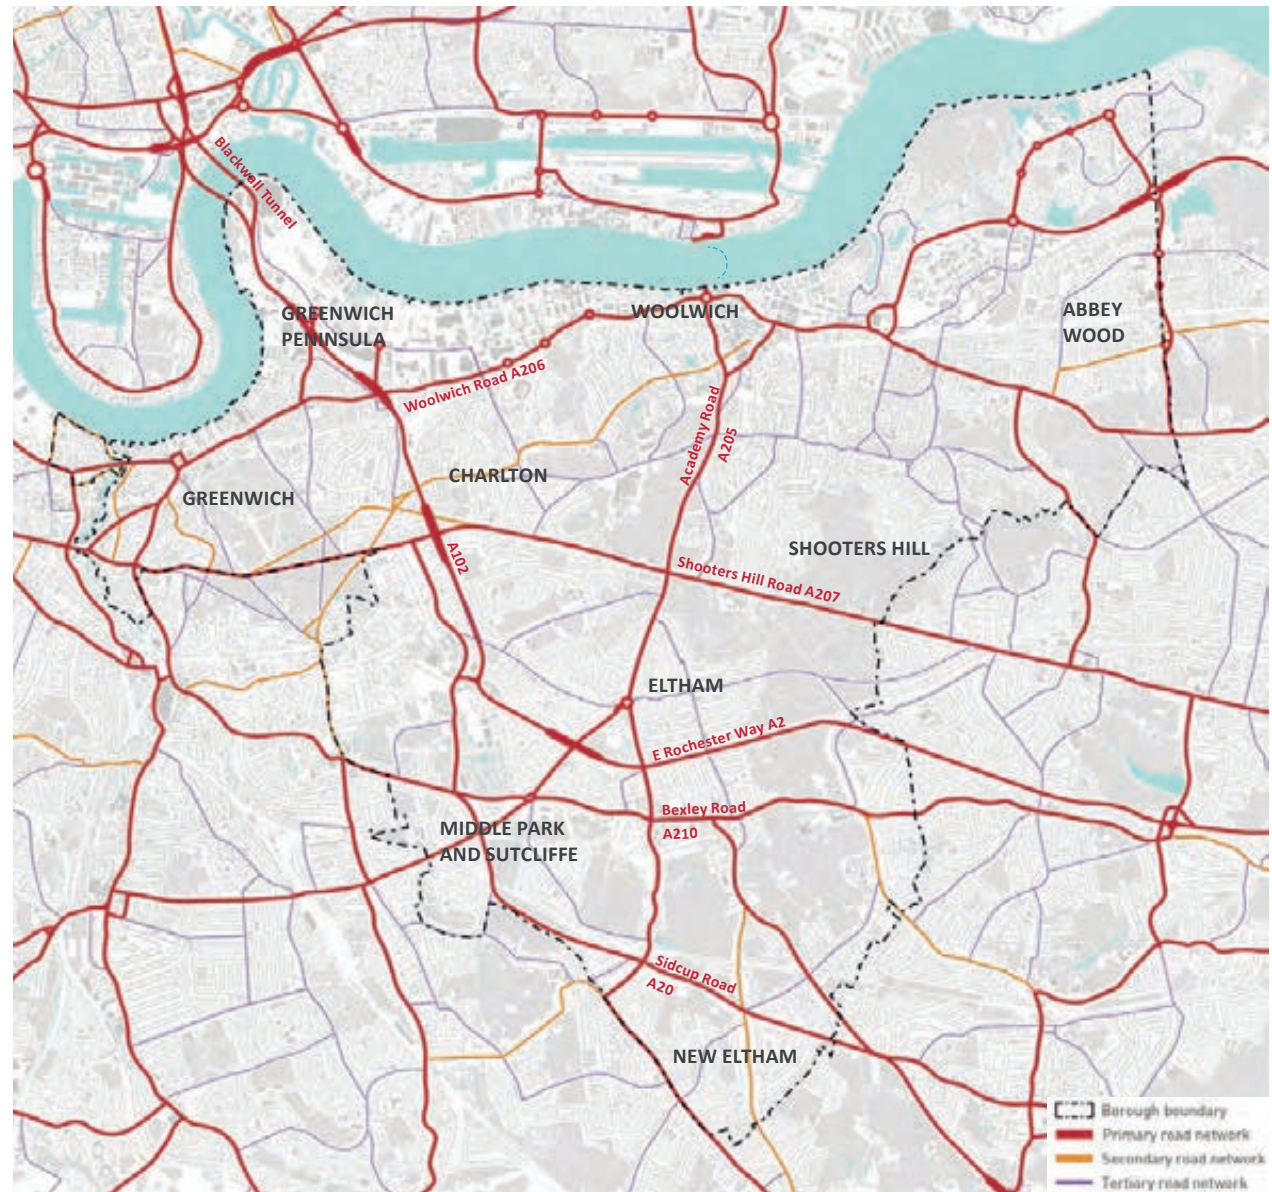 Blackwall Tunnel
GREENWICH
PENINSULA
WOOLWICH
ABBEY
WOOD
Woolwich Road A206
Academy Road
A205
CHARLTON
GREENWICH
A102
SHOOTERS HILL
Shooters Hill Road A207
ELTHAM
E Rochester Way A2
Bexley Road
A210
MIDDLE PARK
AND SUTCLIFFE
Sidcup Road
A20
NEW ELTHAM
Borough boundary
Primary road network
Secondary road network
Tertiary road network